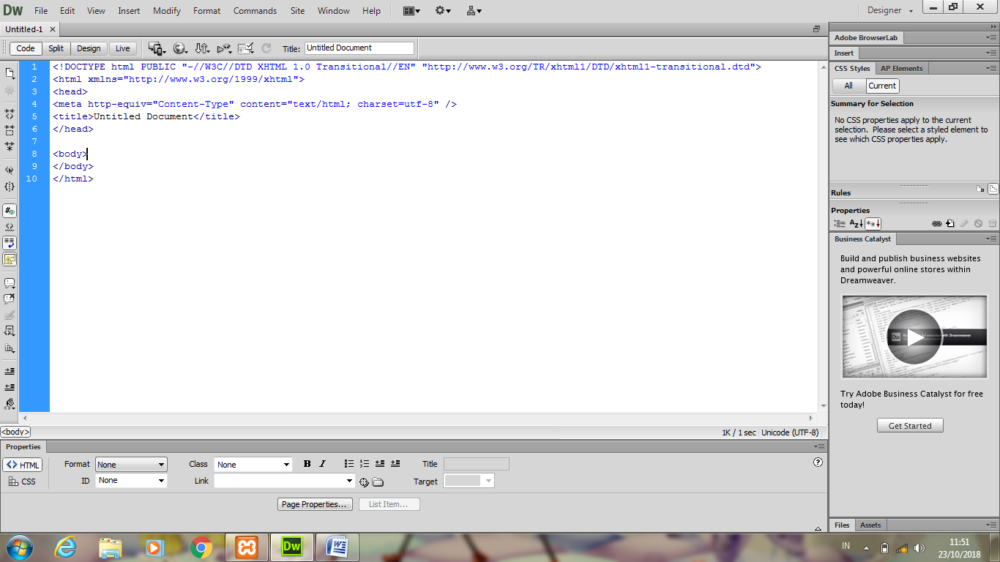 Dw File Edit View Insert Modify Format Commands Site Window Help Designer
Untitled-1
Code Split Design Live Title: Untitled Document
1 <!DOCTYPE html PUBLIC "-//W3C//DTD XHTML 1.0 Transitional//EN" "http://www.w3.org/TR/xhtml1/DTD/xhtml1-transitional.dtd">
2 <html xmlns="http://www.w3.org/1999/xhtml">
3 <head>
4 <meta http-equiv="Content-Type" content="text/html; charset=utf-8" />
5 <title>Untitled Document</title>
6 </head>
7
8 <body>
9 </body>
10 </html>
<body>
1K / 1 sec Unicode (UTF-8)
Adobe BrowserLab
Insert
CSS Styles AP Elements
All Current
Summary for Selection
No CSS properties apply to the current
selection. Please select a styled element to
see which CSS properties apply.
Rules
Properties
Business Catalyst
Build and publish business websites
and powerful online stores within
Dreamweaver.
Dw
Try Adobe Business Catalyst for free
today!
Get Started
Files Assets
Properties
HTML Format None Class None B I Title
CSS ID None Link Target
Page Properties... List Item...
Dw IN 11:51
23/10/2018